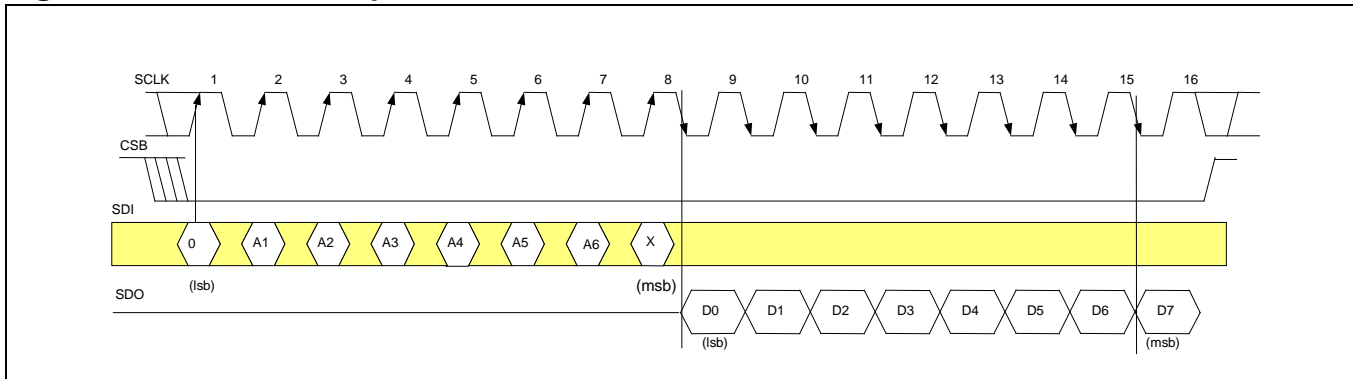 SCLK 1 2 3 4 5 6 7 8 9 10 11 12 13 14 15 16
CSB
SDI
0 A1 A2 A3 A4 A5 A6 X
(lsb) (msb)
SDO
D0 D1 D2 D3 D4 D5 D6 D7
(lsb) (msb)